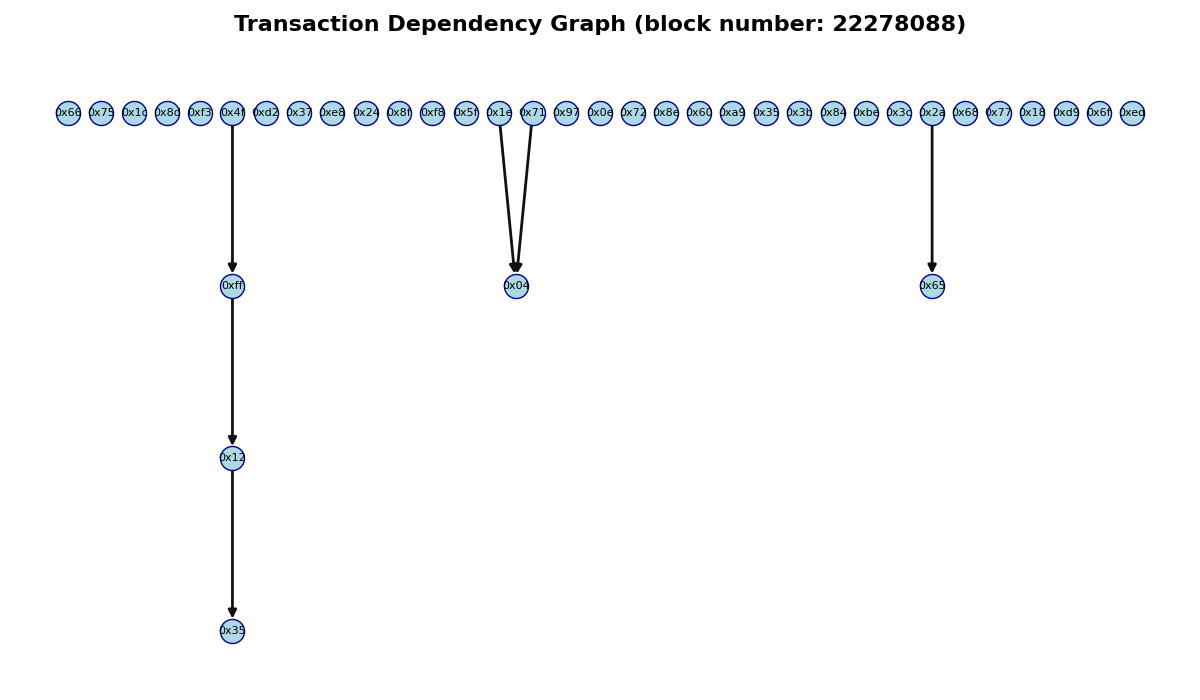 Transaction Dependency Graph (block number: 22278088)
0x66 0x75 0x1c 0x8d 0xf3 0x4f 0xd2 0x37 0xe8 0x24 0x8f 0xf8 0x5f 0x1e 0x71 0x97 0x0e 0x72 0x8e 0x60 0xa9 0x35 0x3b 0x84 0xbe 0x3c 0x2a 0x68 0x77 0x18 0xd9 0x6f 0xed
0xff 0x04 0x65
0x12
0x35